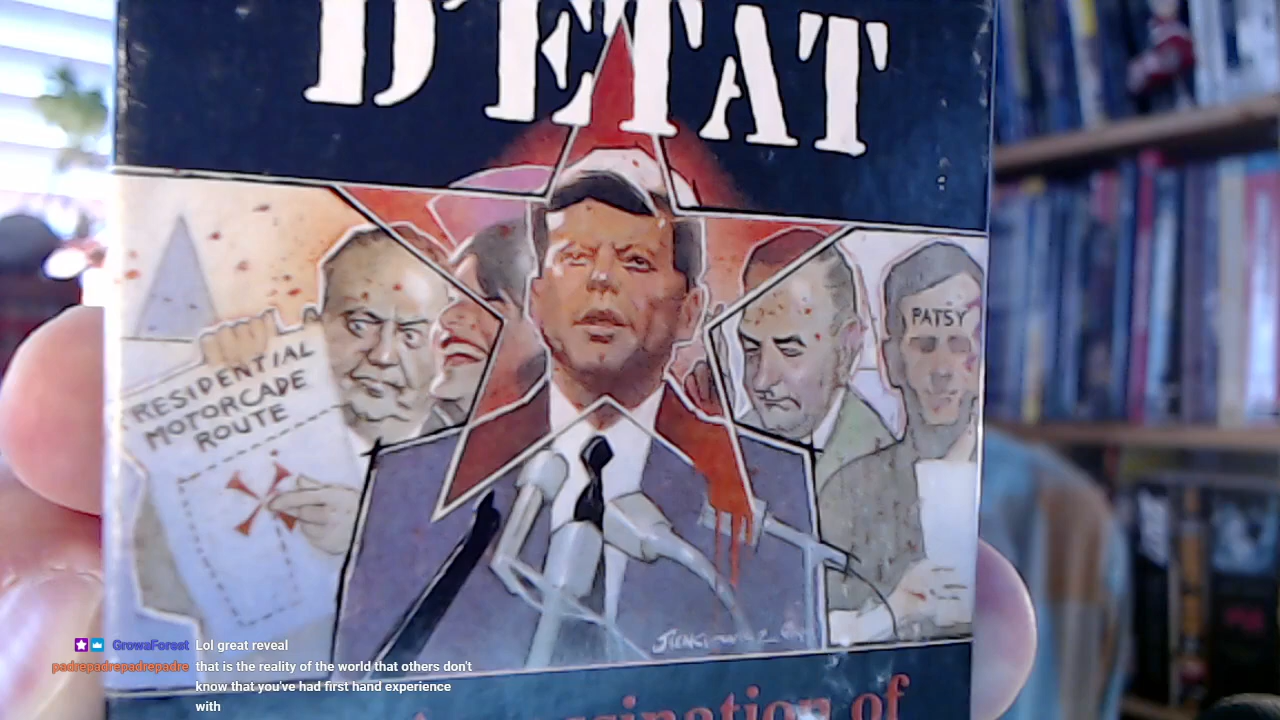 D'ETAT
PATSY
RESIDENTIAL
MOTORCADE
ROUTE
GrowaForest Lol great reveal
padrepadrepadrepadre that is the reality of the world that others don't
know that you've had first hand experience
with
of